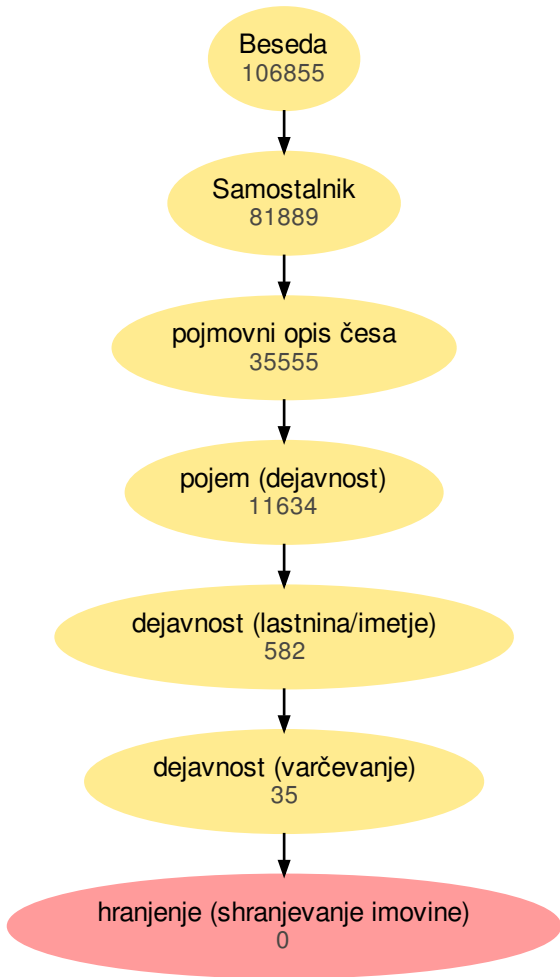 Beseda
106855
Samostalnik
81889
pojmovni opis česa
35555
pojem (dejavnost)
11634
dejavnost (lastnina/imetje)
582
dejavnost (varčevanje)
35
hranjenje (shranjevanje imovine)
0